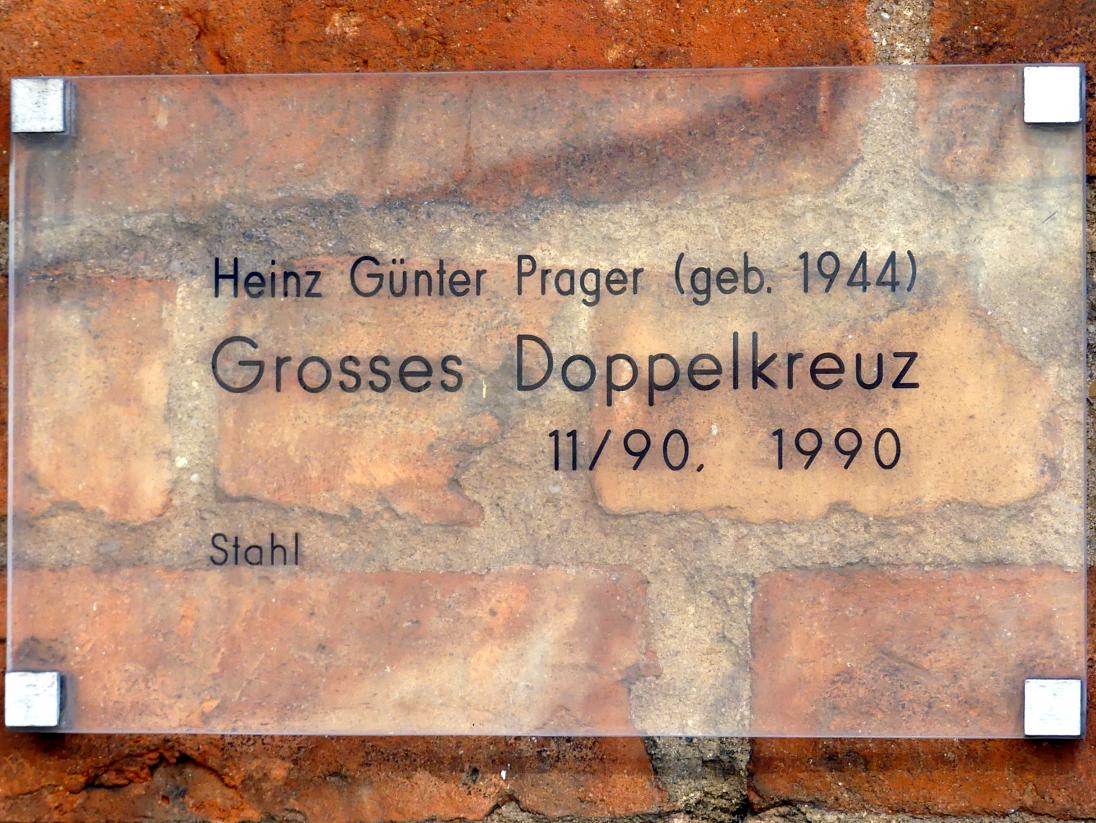 Heinz Günter Prager (geb. 1944)
Grosses Doppelkreuz
11/90, 1990
Stahl